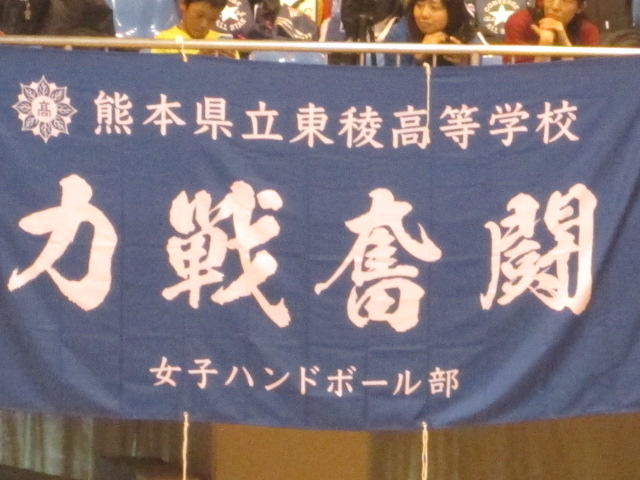 高
熊本県立東稜高等学校
力戦奮闘
女子ハンドボール部